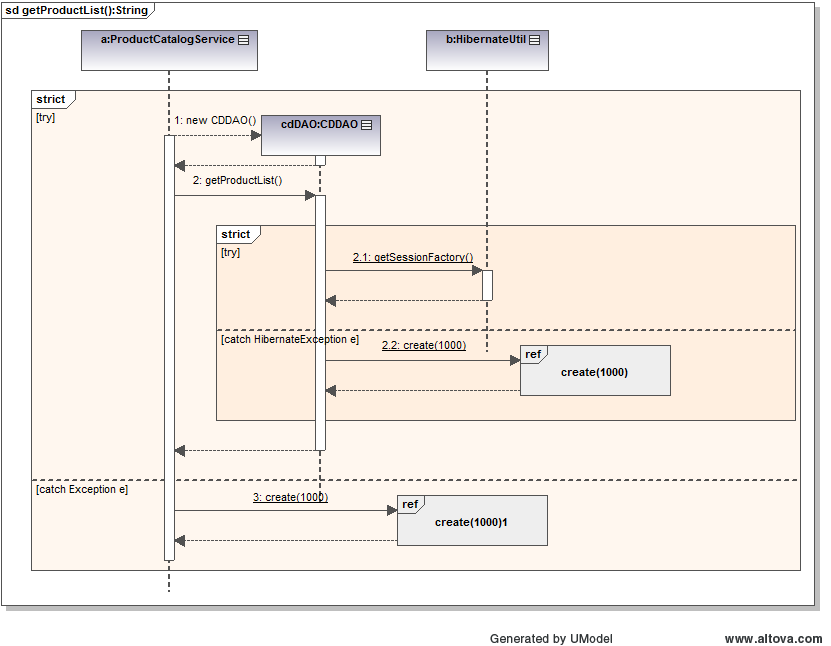 sd getProductList():String
a:ProductCatalogService
b:HibernateUtil
strict
[try]
1: new CDDAO()
cdDAO:CDDAO
2: getProductList()
strict
[try]
2.1: getSessionFactory()
[catch HibernateException e]
2.2: create(1000)
ref
create(1000)
[catch Exception e]
3: create(1000)
ref
create(1000)1
Generated by UModel
www.altova.com